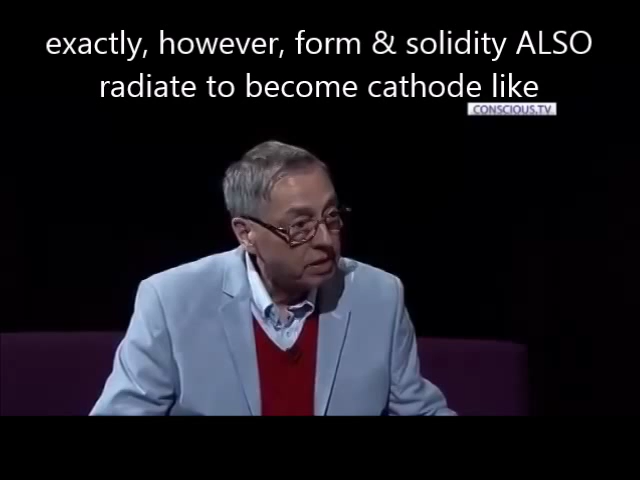 exactly, however, form & solidity ALSO
radiate to become cathode like
CONSCIOUS.TV